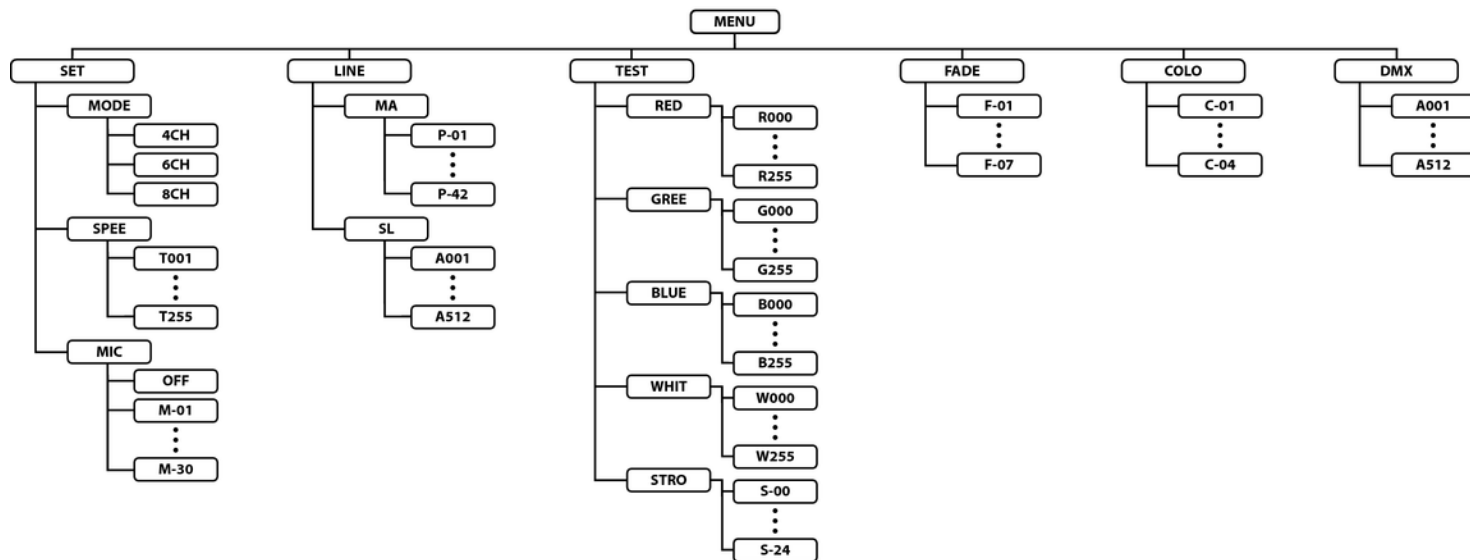 MENU
SET
MODE
4CH
6CH
8CH
SPEE
T001
T255
MIC
OFF
M-01
M-30
LINE
MA
P-01
P-42
SL
A001
A512
TEST
RED
R000
R255
GREE
G000
G255
BLUE
B000
B255
WHIT
W000
W255
STRO
S-00
S-24
FADE
F-01
F-07
COLO
C-01
C-04
DMX
A001
A512